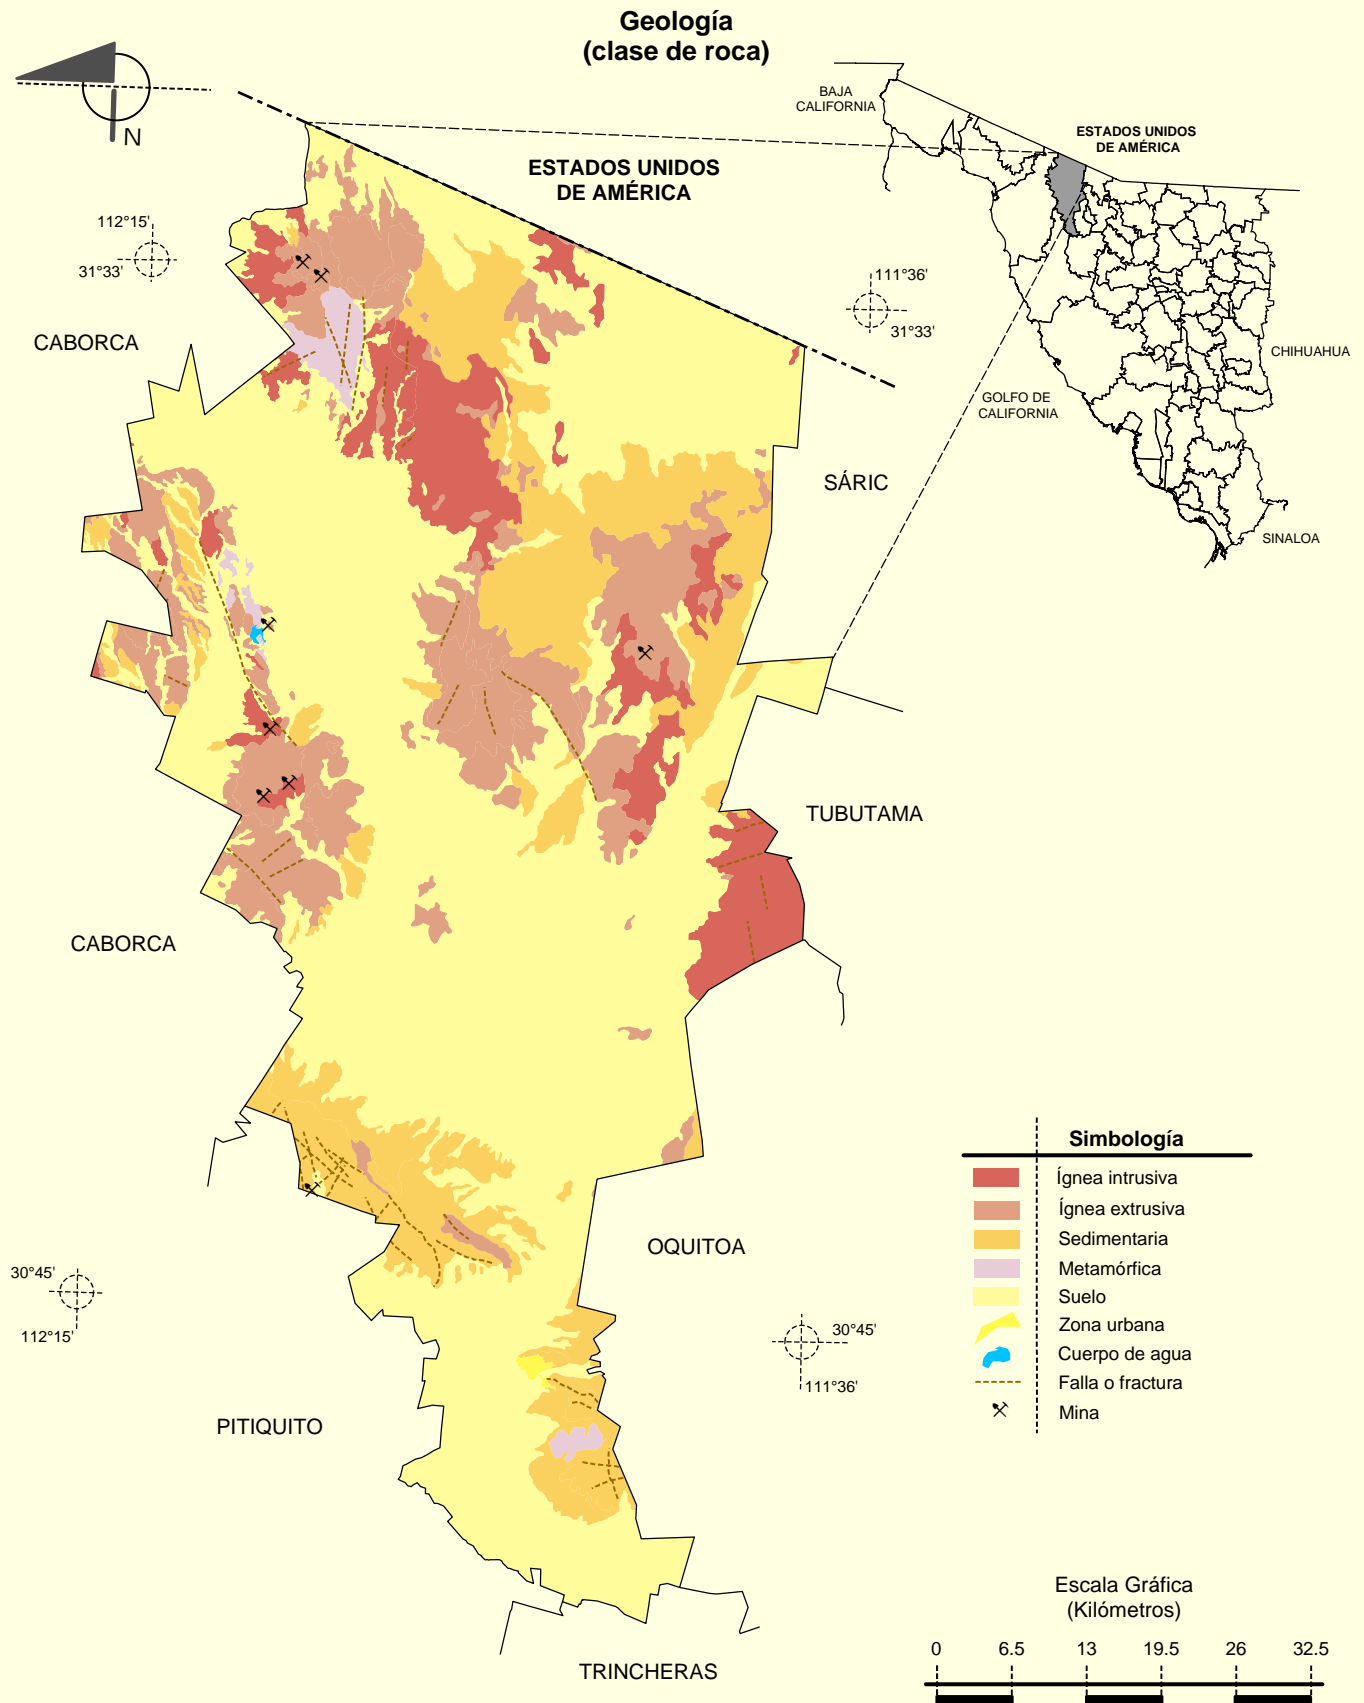 Geología
(clase de roca)
N
BAJA
CALIFORNIA
ESTADOS UNIDOS
DE AMÉRICA
ESTADOS UNIDOS
DE AMÉRICA
112°15'
31°33'
111°36'
31°33'
CABORCA
CHIHUAHUA
GOLFO DE
CALIFORNIA
SÁRIC
SINALOA
TUBUTAMA
CABORCA
OQUITOA
30°45'
112°15'
30°45'
111°36'
PITIQUITO
TRINCHERAS
Simbología
Ígnea intrusiva
Ígnea extrusiva
Sedimentaria
Metamórfica
Suelo
Zona urbana
Cuerpo de agua
Falla o fractura
Mina
Escala Gráfica
(Kilómetros)
0 6.5 13 19.5 26 32.5